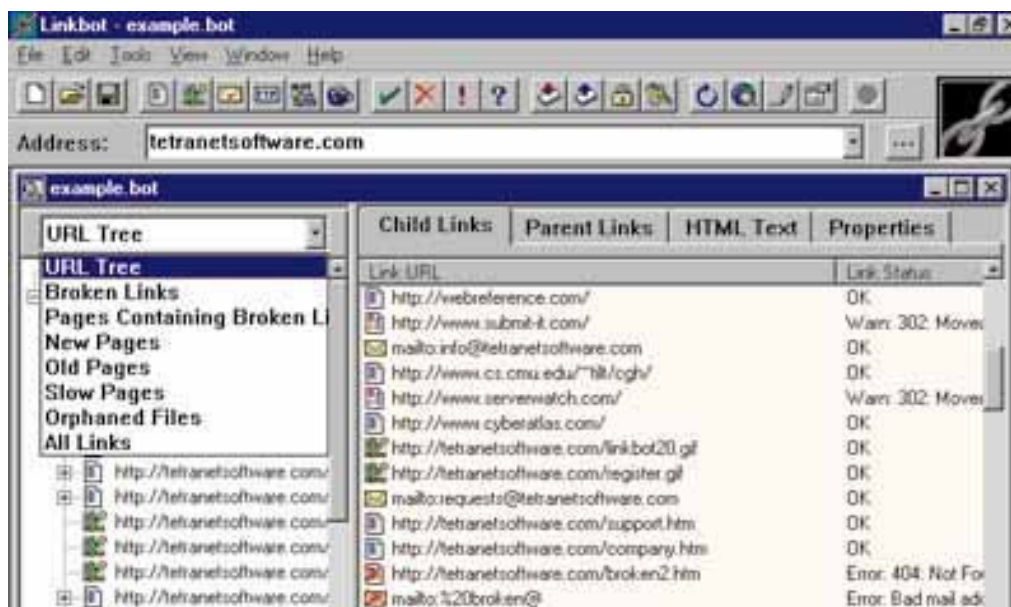 Linkbot - example.bot
File Edit Tools View Window Help
Address: tetranetsoftware.com
example.bot
URL Tree
Child Links Parent Links HTML Text Properties
URL Tree
Broken Links
Pages Containing Broken Li
New Pages
Old Pages
Slow Pages
Orphaned Files
All Links
http://tetranetsoftware.com/
http://tetranetsoftware.com/
http://tetranetsoftware.com/
http://tetranetsoftware.com/
http://tetranetsoftware.com/
http://tetranetsoftware.com/
Link URL Link Status
http://webreference.com/ OK
http://www.submit-it.com/ Warn: 302: Moved
mailto:info@tetranetsoftware.com OK
http://www.cs.cmu.edu/~tilt/cgh/ OK
http://www.serverwatch.com/ Warn: 302: Moved
http://www.cyberatlas.com/ OK
http://tetranetsoftware.com/linkbot20.gif OK
http://tetranetsoftware.com/register.gif OK
mailto:requests@tetranetsoftware.com OK
http://tetranetsoftware.com/support.htm OK
http://tetranetsoftware.com/company.htm OK
http://tetranetsoftware.com/broken2.htm Error: 404: Not Fo
mailto:%20broken@ Error: Bad mail add